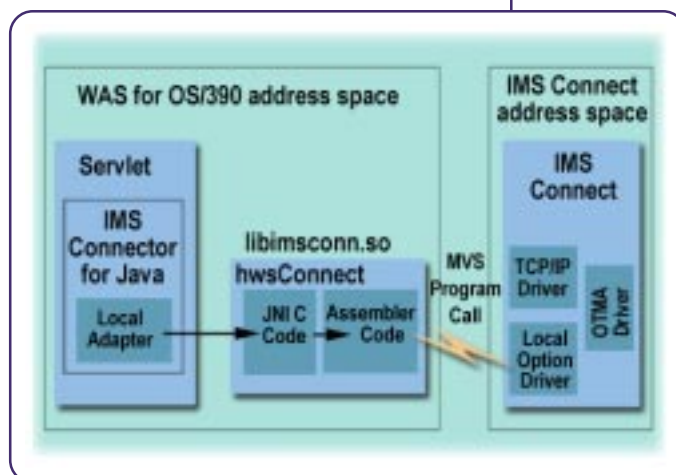 WAS for OS/390 address space
Servlet
IMS
Connector
for Java
Local
Adapter
libimsconn.so
hwsConnect
JNI C
Code
Assembler
Code
MVS
Program
Call
IMS Connect
address space
IMS
Connect
TCP/IP
Driver
OTMA
Driver
Local
Option
Driver